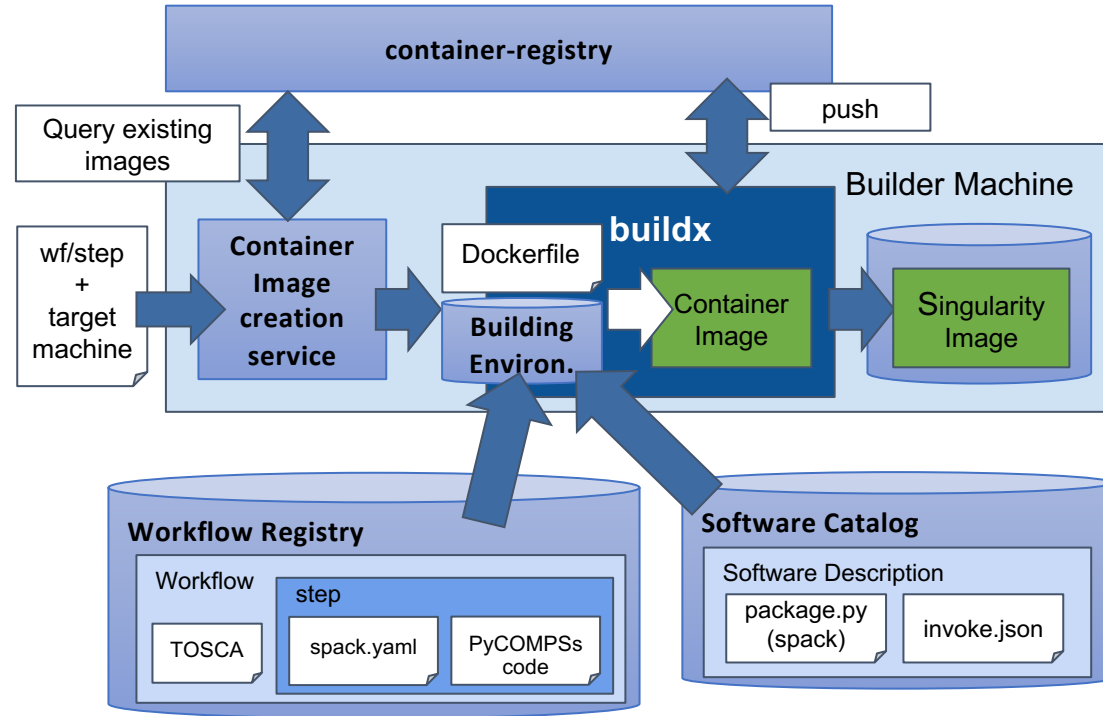 container-registry
Query existing
images
push
Builder Machine
wf/step
+
target
machine
Container
Image
creation
service
buildx
Dockerfile
Building
Environ.
Container
Image
Singularity
Image
Workflow Registry
Workflow
step
TOSCA
spack.yaml
PyCOMPSs
code
Software Catalog
Software Description
package.py
(spack)
invoke.json